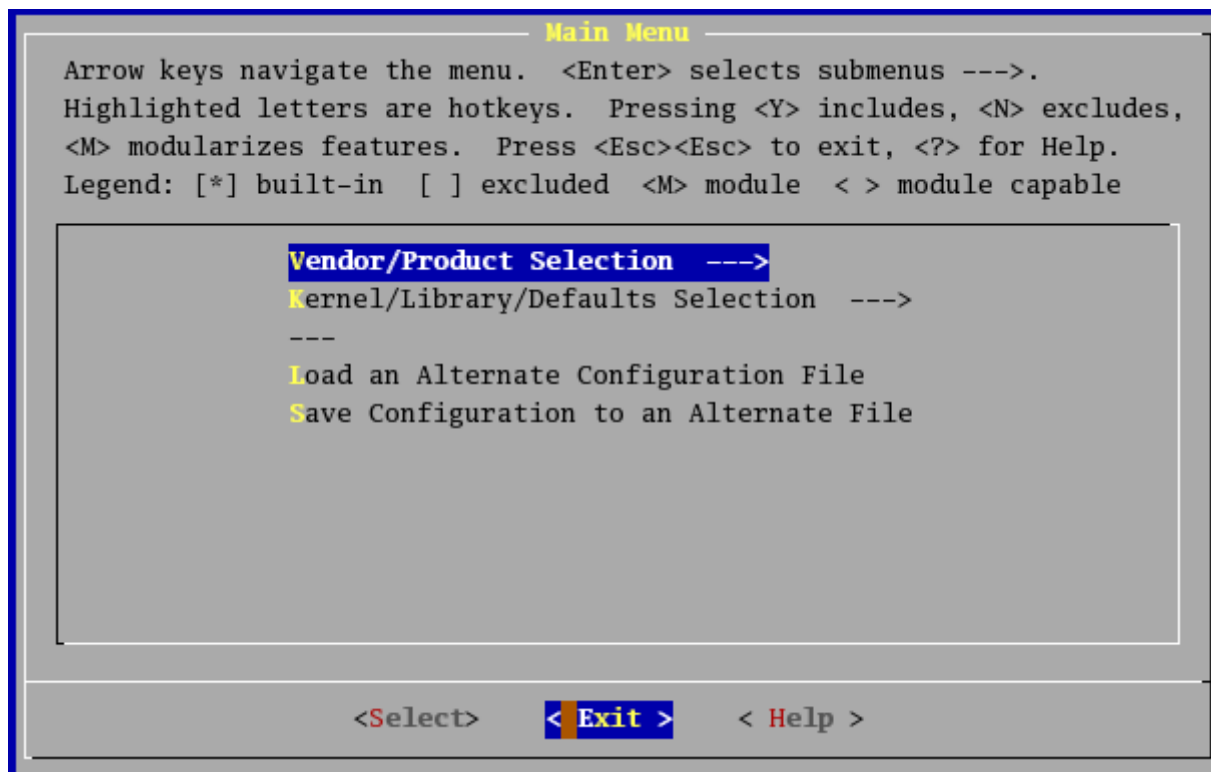 Main Menu
Arrow keys navigate the menu.  <Enter> selects submenus --->.
Highlighted letters are hotkeys.  Pressing <Y> includes, <N> excludes,
<M> modularizes features.  Press <Esc><Esc> to exit, <?> for Help.
Legend: [*] built-in  [ ] excluded  <M> module  < > module capable
Vendor/Product Selection  --->
Kernel/Library/Defaults Selection  --->
---
Load an Alternate Configuration File
Save Configuration to an Alternate File
<Select>    < Exit >    < Help >